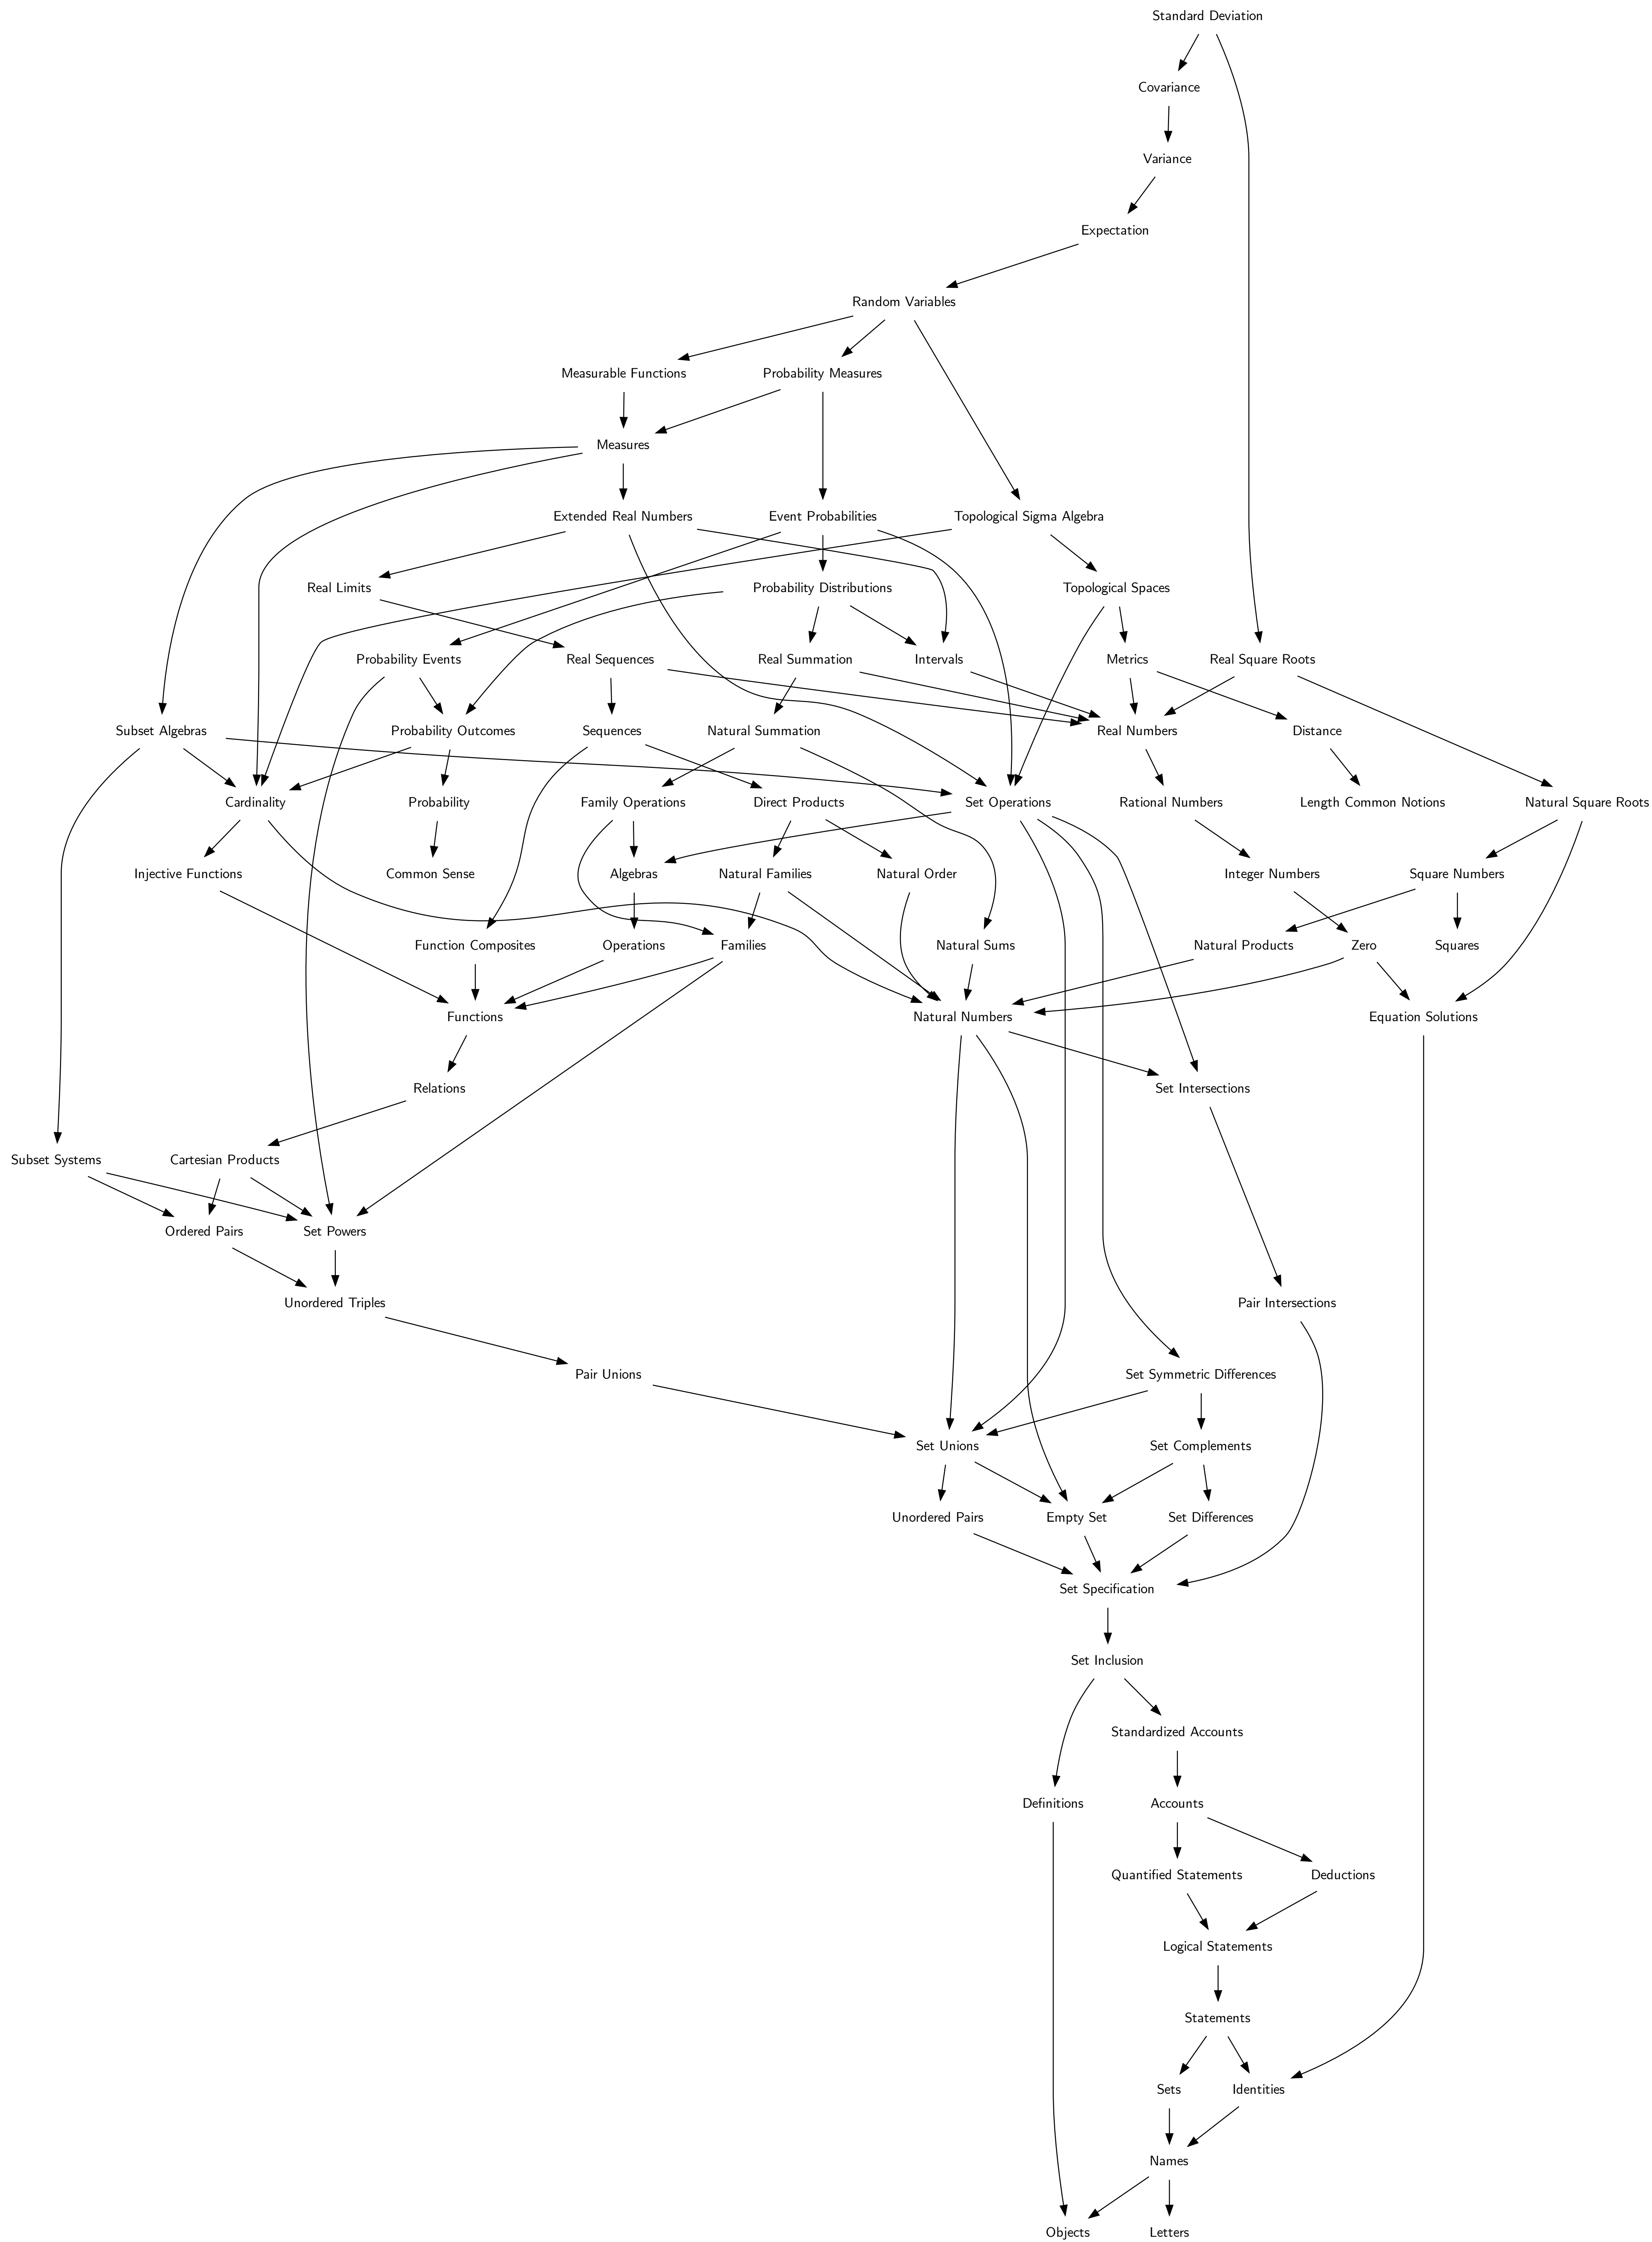 Standard Deviation
Covariance
Variance
Expectation
Random Variables
Measurable Functions
Probability Measures
Measures
Extended Real Numbers
Event Probabilities
Topological Sigma Algebra
Real Limits
Probability Distributions
Topological Spaces
Probability Events
Real Sequences
Real Summation
Intervals
Metrics
Real Square Roots
Subset Algebras
Probability Outcomes
Sequences
Natural Summation
Real Numbers
Distance
Cardinality
Probability
Family Operations
Direct Products
Set Operations
Rational Numbers
Length Common Notions
Natural Square Roots
Injective Functions
Common Sense
Algebras
Natural Families
Natural Order
Integer Numbers
Square Numbers
Function Composites
Operations
Families
Natural Sums
Natural Products
Zero
Squares
Functions
Natural Numbers
Equation Solutions
Relations
Set Intersections
Subset Systems
Cartesian Products
Ordered Pairs
Set Powers
Unordered Triples
Pair Intersections
Pair Unions
Set Symmetric Differences
Set Unions
Set Complements
Unordered Pairs
Empty Set
Set Differences
Set Specification
Set Inclusion
Standardized Accounts
Definitions
Accounts
Quantified Statements
Deductions
Logical Statements
Statements
Sets
Identities
Names
Objects
Letters